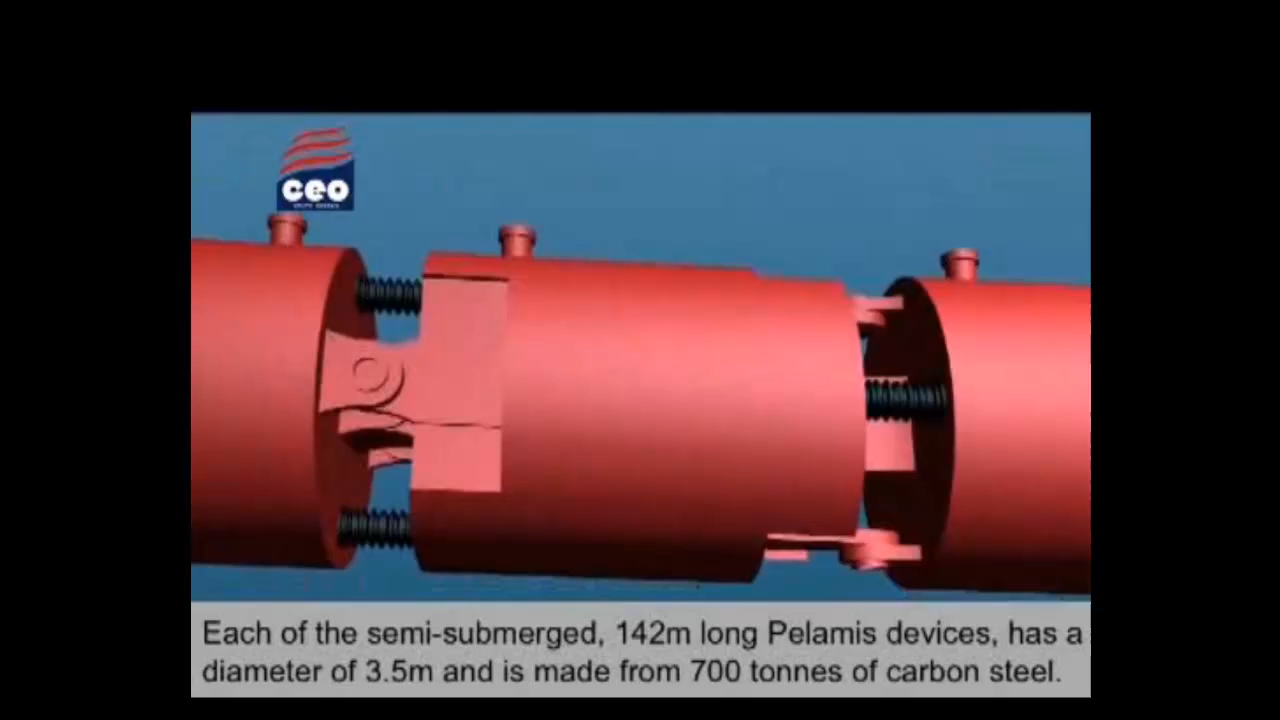 ceo
Each of the semi-submerged, 142m long Pelamis devices, has a
diameter of 3.5m and is made from 700 tonnes of carbon steel.